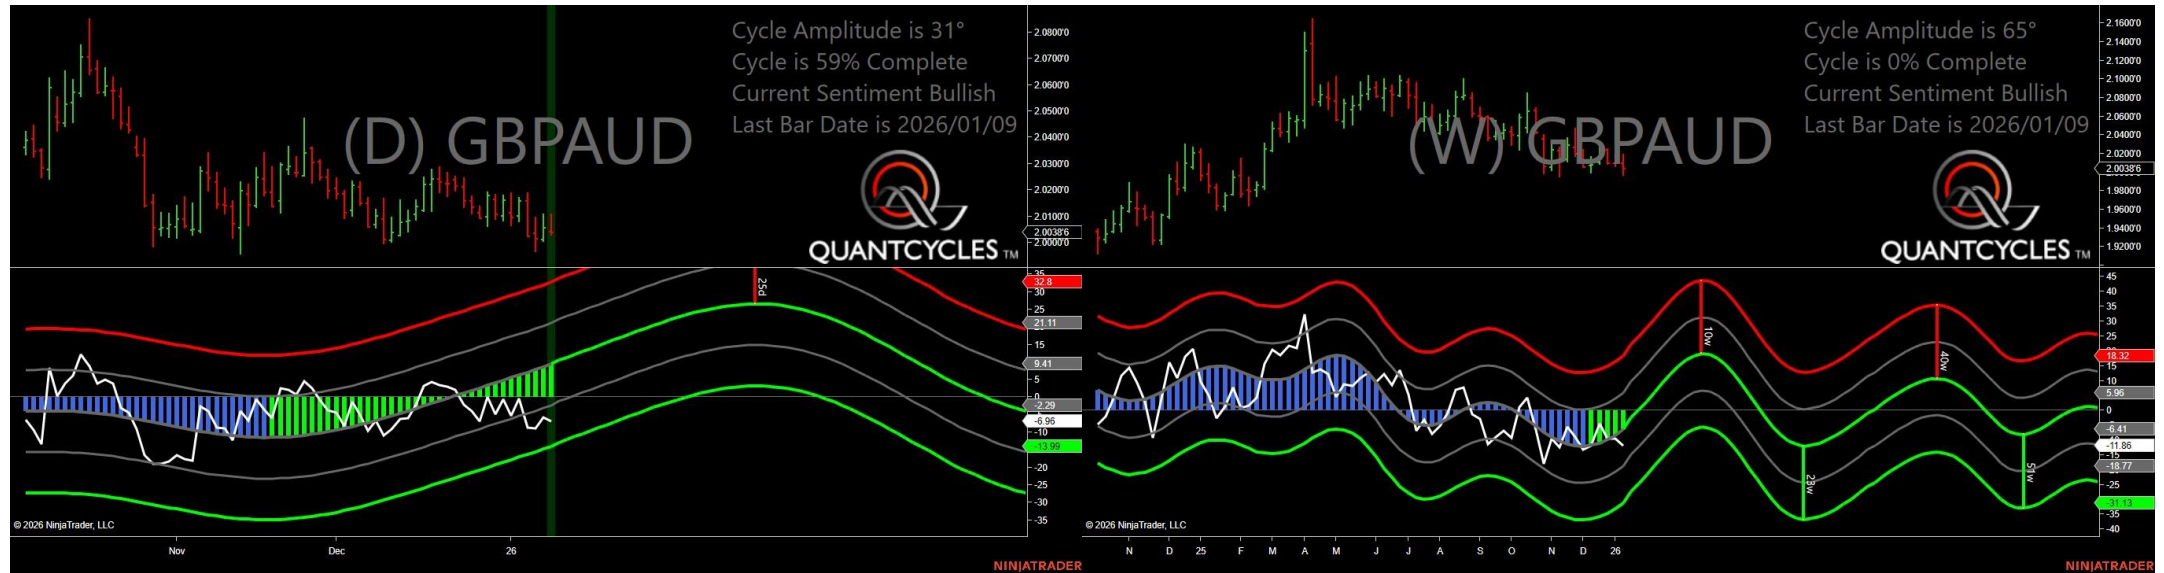 Cycle Amplitude is 31°
Cycle is 59% Complete
Current Sentiment Bullish
Last Bar Date is 2026/01/09
(D) GBPAUD
QUANTCYCLES TM
2.0800'0
2.0700'0
2.0600'0
2.0500'0
2.0400'0
2.0300'0
2.0200'0
2.0100'0
2.0038'6
2.0000'0
25d
35
32.8
30
25
21.11
15
9.41
5
0
-2.29
-6.96
-10
-13.99
-20
-25
-30
-35
© 2026 NinjaTrader, LLC
Nov
Dec
26
NINJATRADER
Cycle Amplitude is 65°
Cycle is 0% Complete
Current Sentiment Bullish
Last Bar Date is 2026/01/09
(W) GBPAUD
QUANTCYCLES TM
2.1600'0
2.1400'0
2.1200'0
2.1000'0
2.0800'0
2.0600'0
2.0400'0
2.0200'0
2.0038'6
1.9800'0
1.9600'0
1.9400'0
1.9200'0
10w
23w
40w
51w
45
40
35
30
25
18.32
15
10
5.96
0
-6.41
-11.86
-15
-18.77
-25
-31.13
-35
-40
© 2026 NinjaTrader, LLC
N
D
25
F
M
A
M
J
J
A
S
O
N
D
26
NINJATRADER